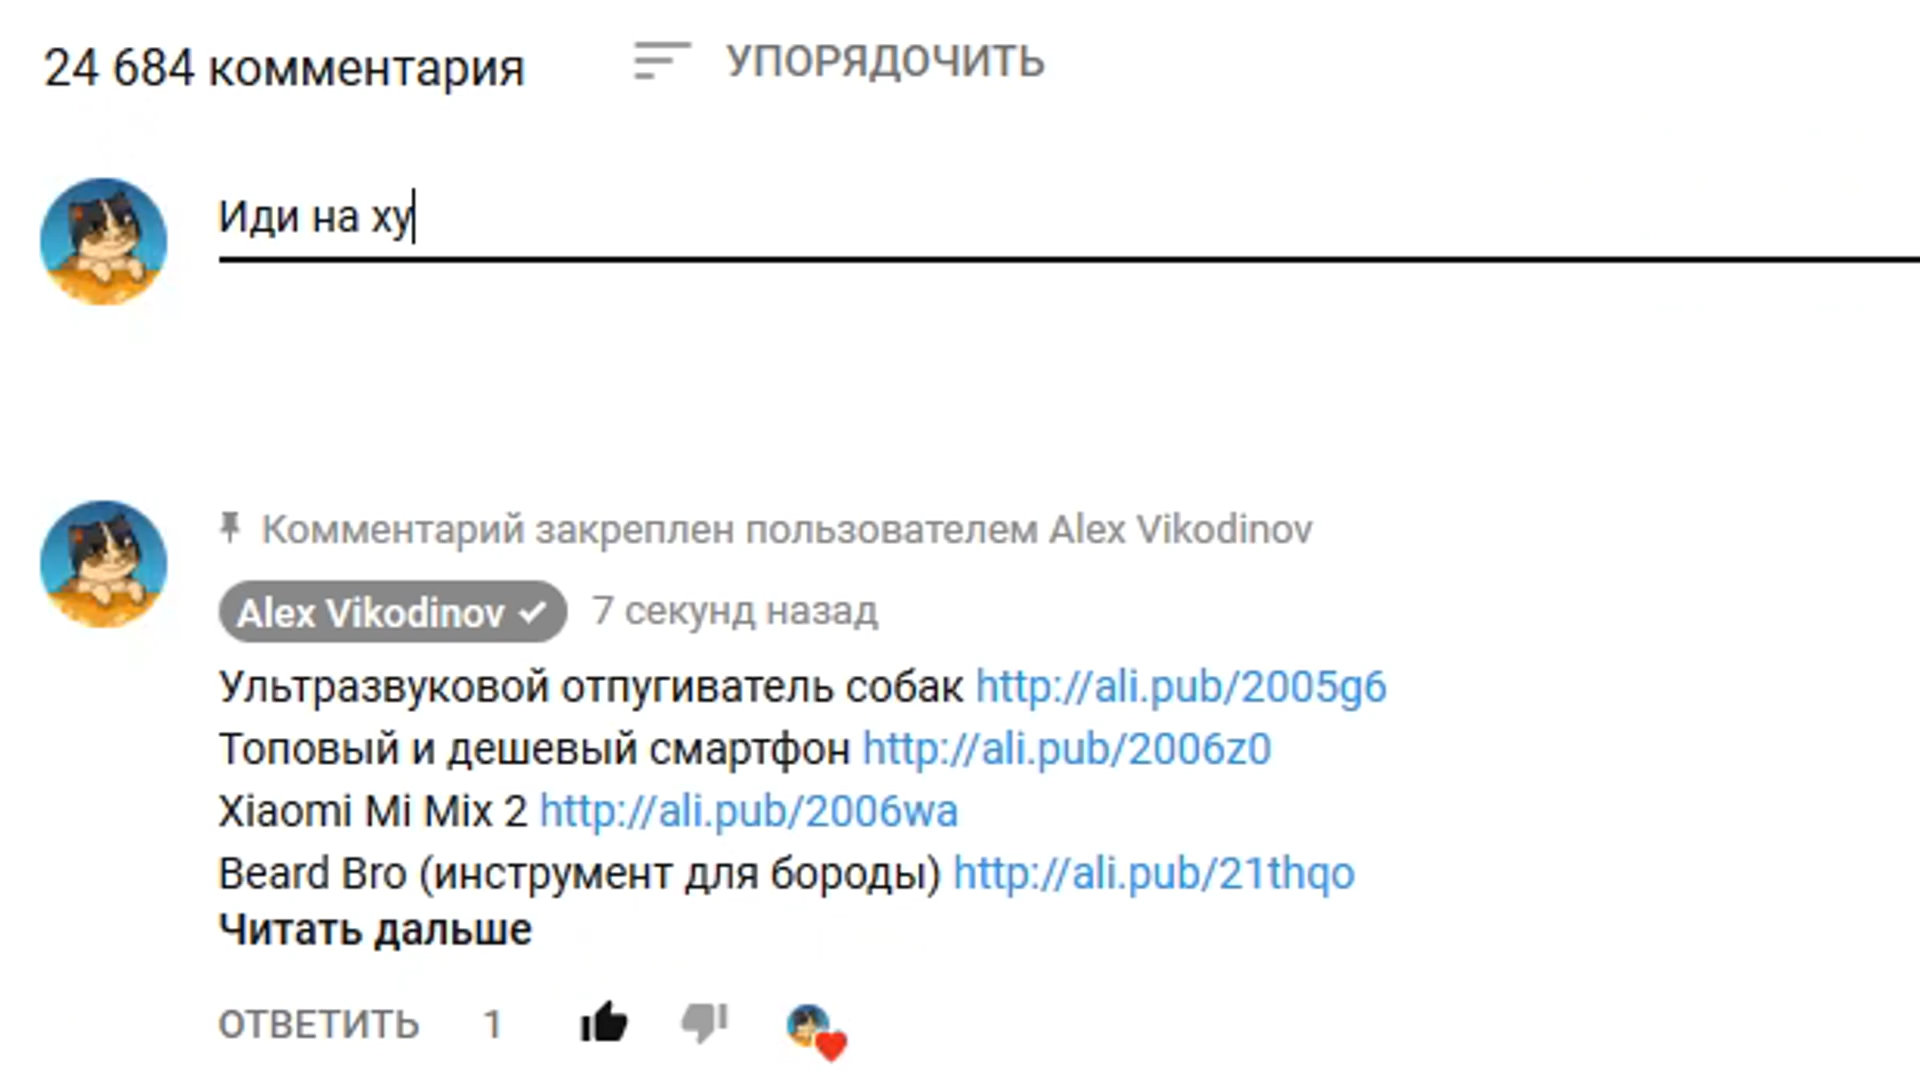 24 684 комментария
УПОРЯДОЧИТЬ
Иди на ху
Комментарий закреплен пользователем Alex Vikodinov
Alex Vikodinov 7 секунд назад
Ультразвуковой отпугиватель собак http://ali.pub/2005g6
Топовый и дешевый смартфон http://ali.pub/2006z0
Xiaomi Mi Mix 2 http://ali.pub/2006wa
Beard Bro (инструмент для бороды) http://ali.pub/21thqo
Читать дальше
ОТВЕТИТЬ 1